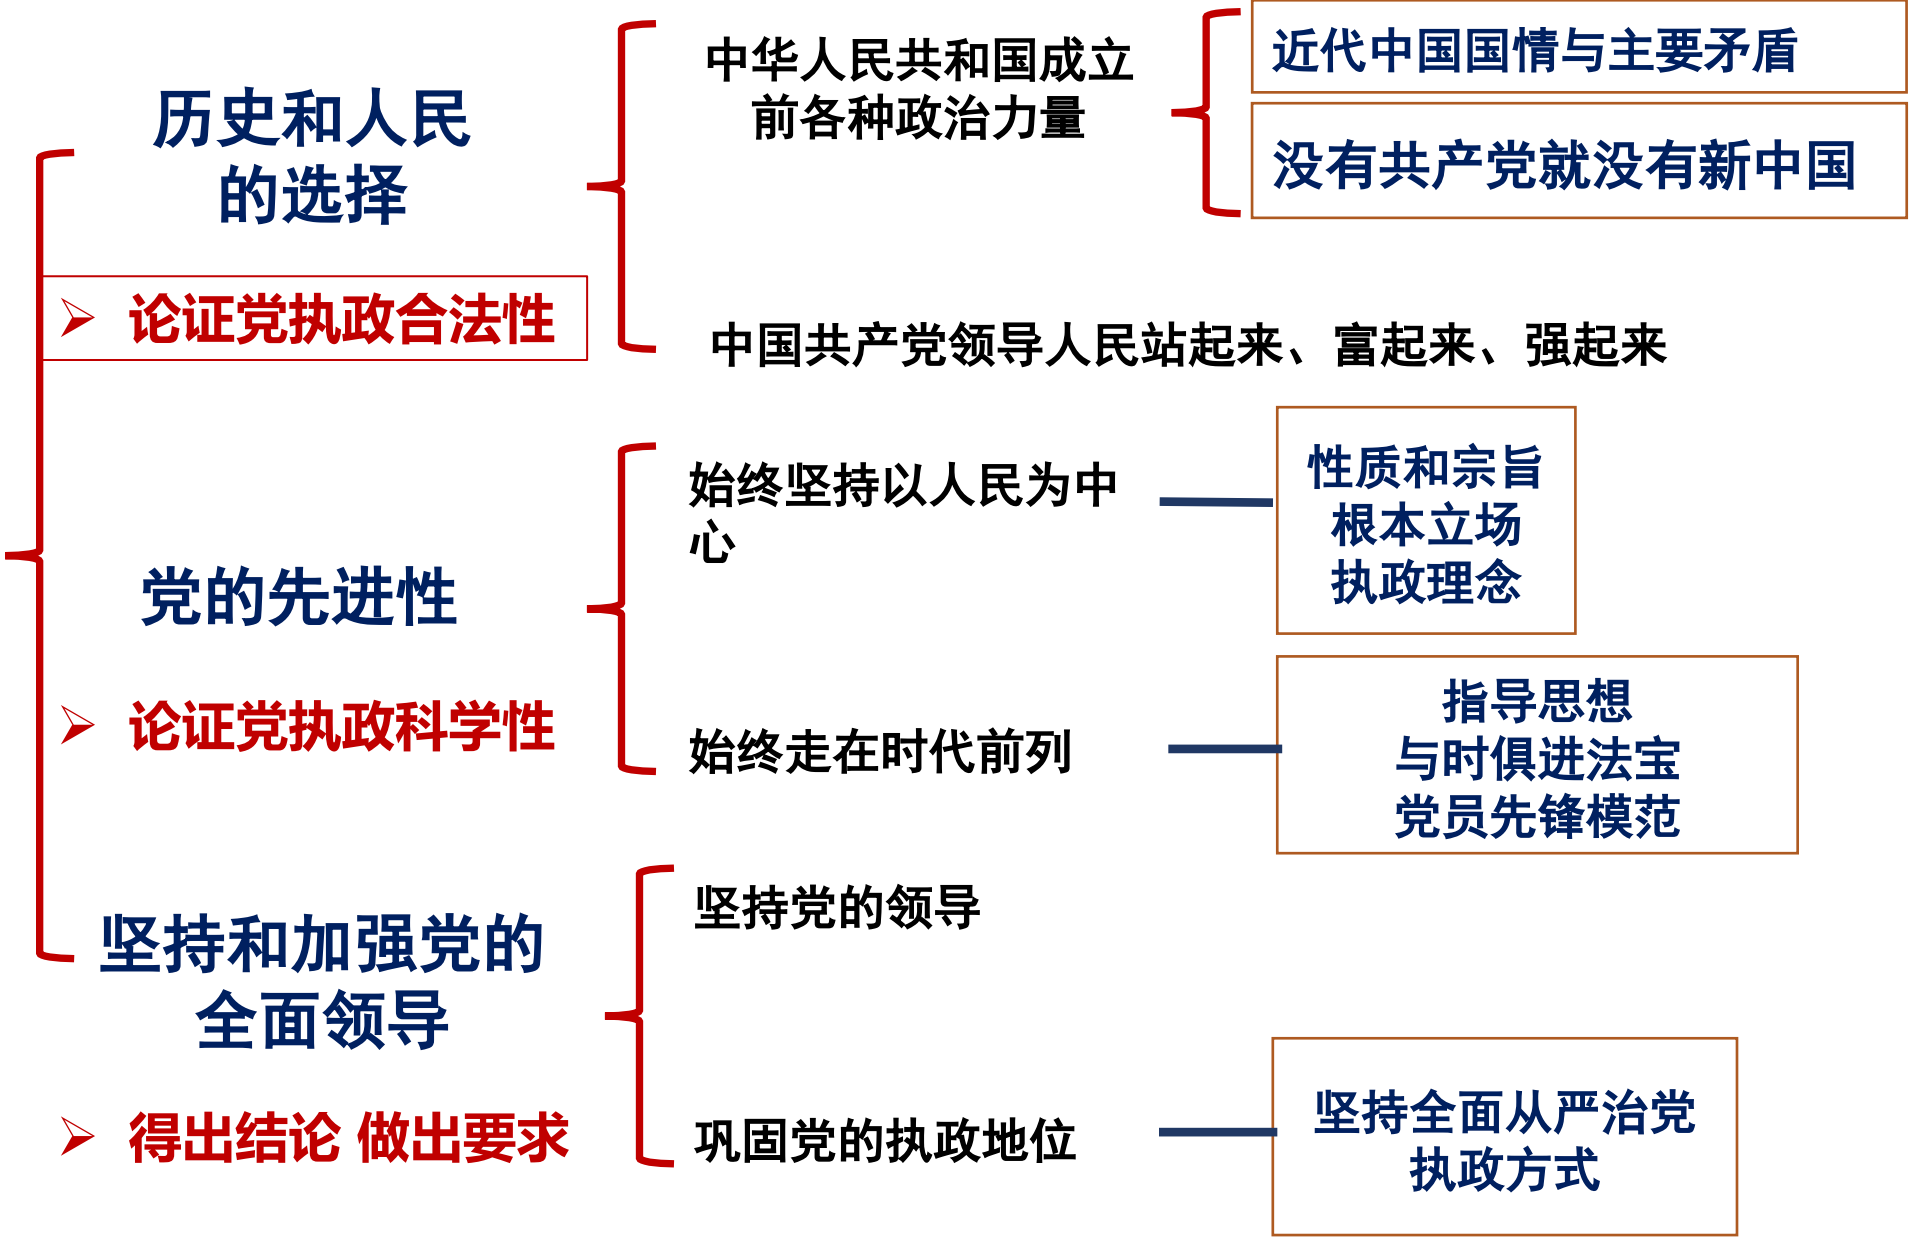 历史和人民
的选择
论证党执政合法性
中华人民共和国成立
前各种政治力量
近代中国国情与主要矛盾
没有共产党就没有新中国
中国共产党领导人民站起来、富起来、强起来
党的先进性
论证党执政科学性
始终坚持以人民为中
心
性质和宗旨
根本立场
执政理念
始终走在时代前列
指导思想
与时俱进法宝
党员先锋模范
坚持和加强党的
全面领导
得出结论 做出要求
坚持党的领导
巩固党的执政地位
坚持全面从严治党
执政方式